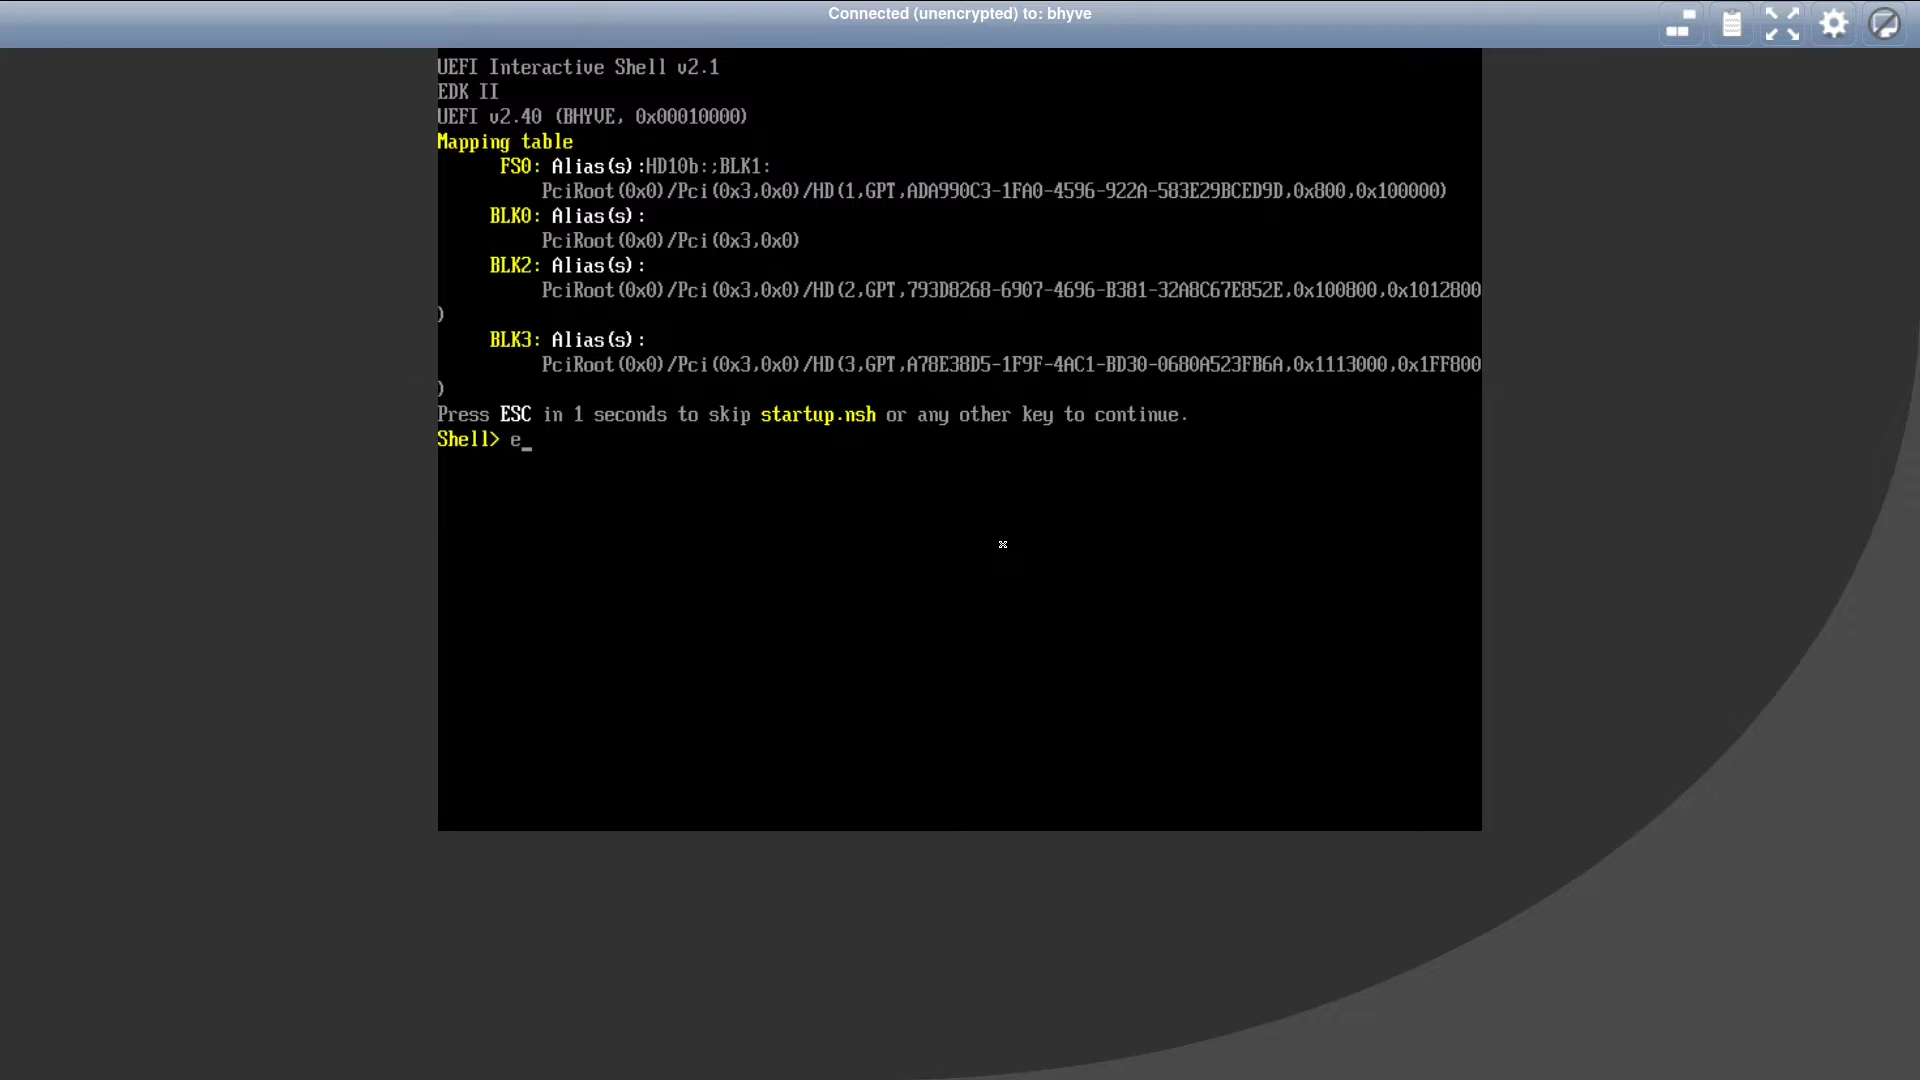 Connected (unencrypted) to: bhyve
UEFI Interactive Shell v2.1
EDK II
UEFI v2.40 (BHYVE, 0x00010000)
Mapping table
FS0: Alias(s):HD10b:;BLK1:
PciRoot(0x0)/Pci(0x3,0x0)/HD(1,GPT,ADA990C3-1FA0-4596-922A-583E29BCED9D,0x800,0x100000)
BLK0: Alias(s):
PciRoot(0x0)/Pci(0x3,0x0)
BLK2: Alias(s):
PciRoot(0x0)/Pci(0x3,0x0)/HD(2,GPT,793D8268-6907-4696-B381-32A8C67E852E,0x100800,0x1012800
)
BLK3: Alias(s):
PciRoot(0x0)/Pci(0x3,0x0)/HD(3,GPT,A78E38D5-1F9F-4AC1-BD30-0680A523FB6A,0x1113000,0x1FF800
)
Press ESC in 1 seconds to skip startup.nsh or any other key to continue.
Shell> e_